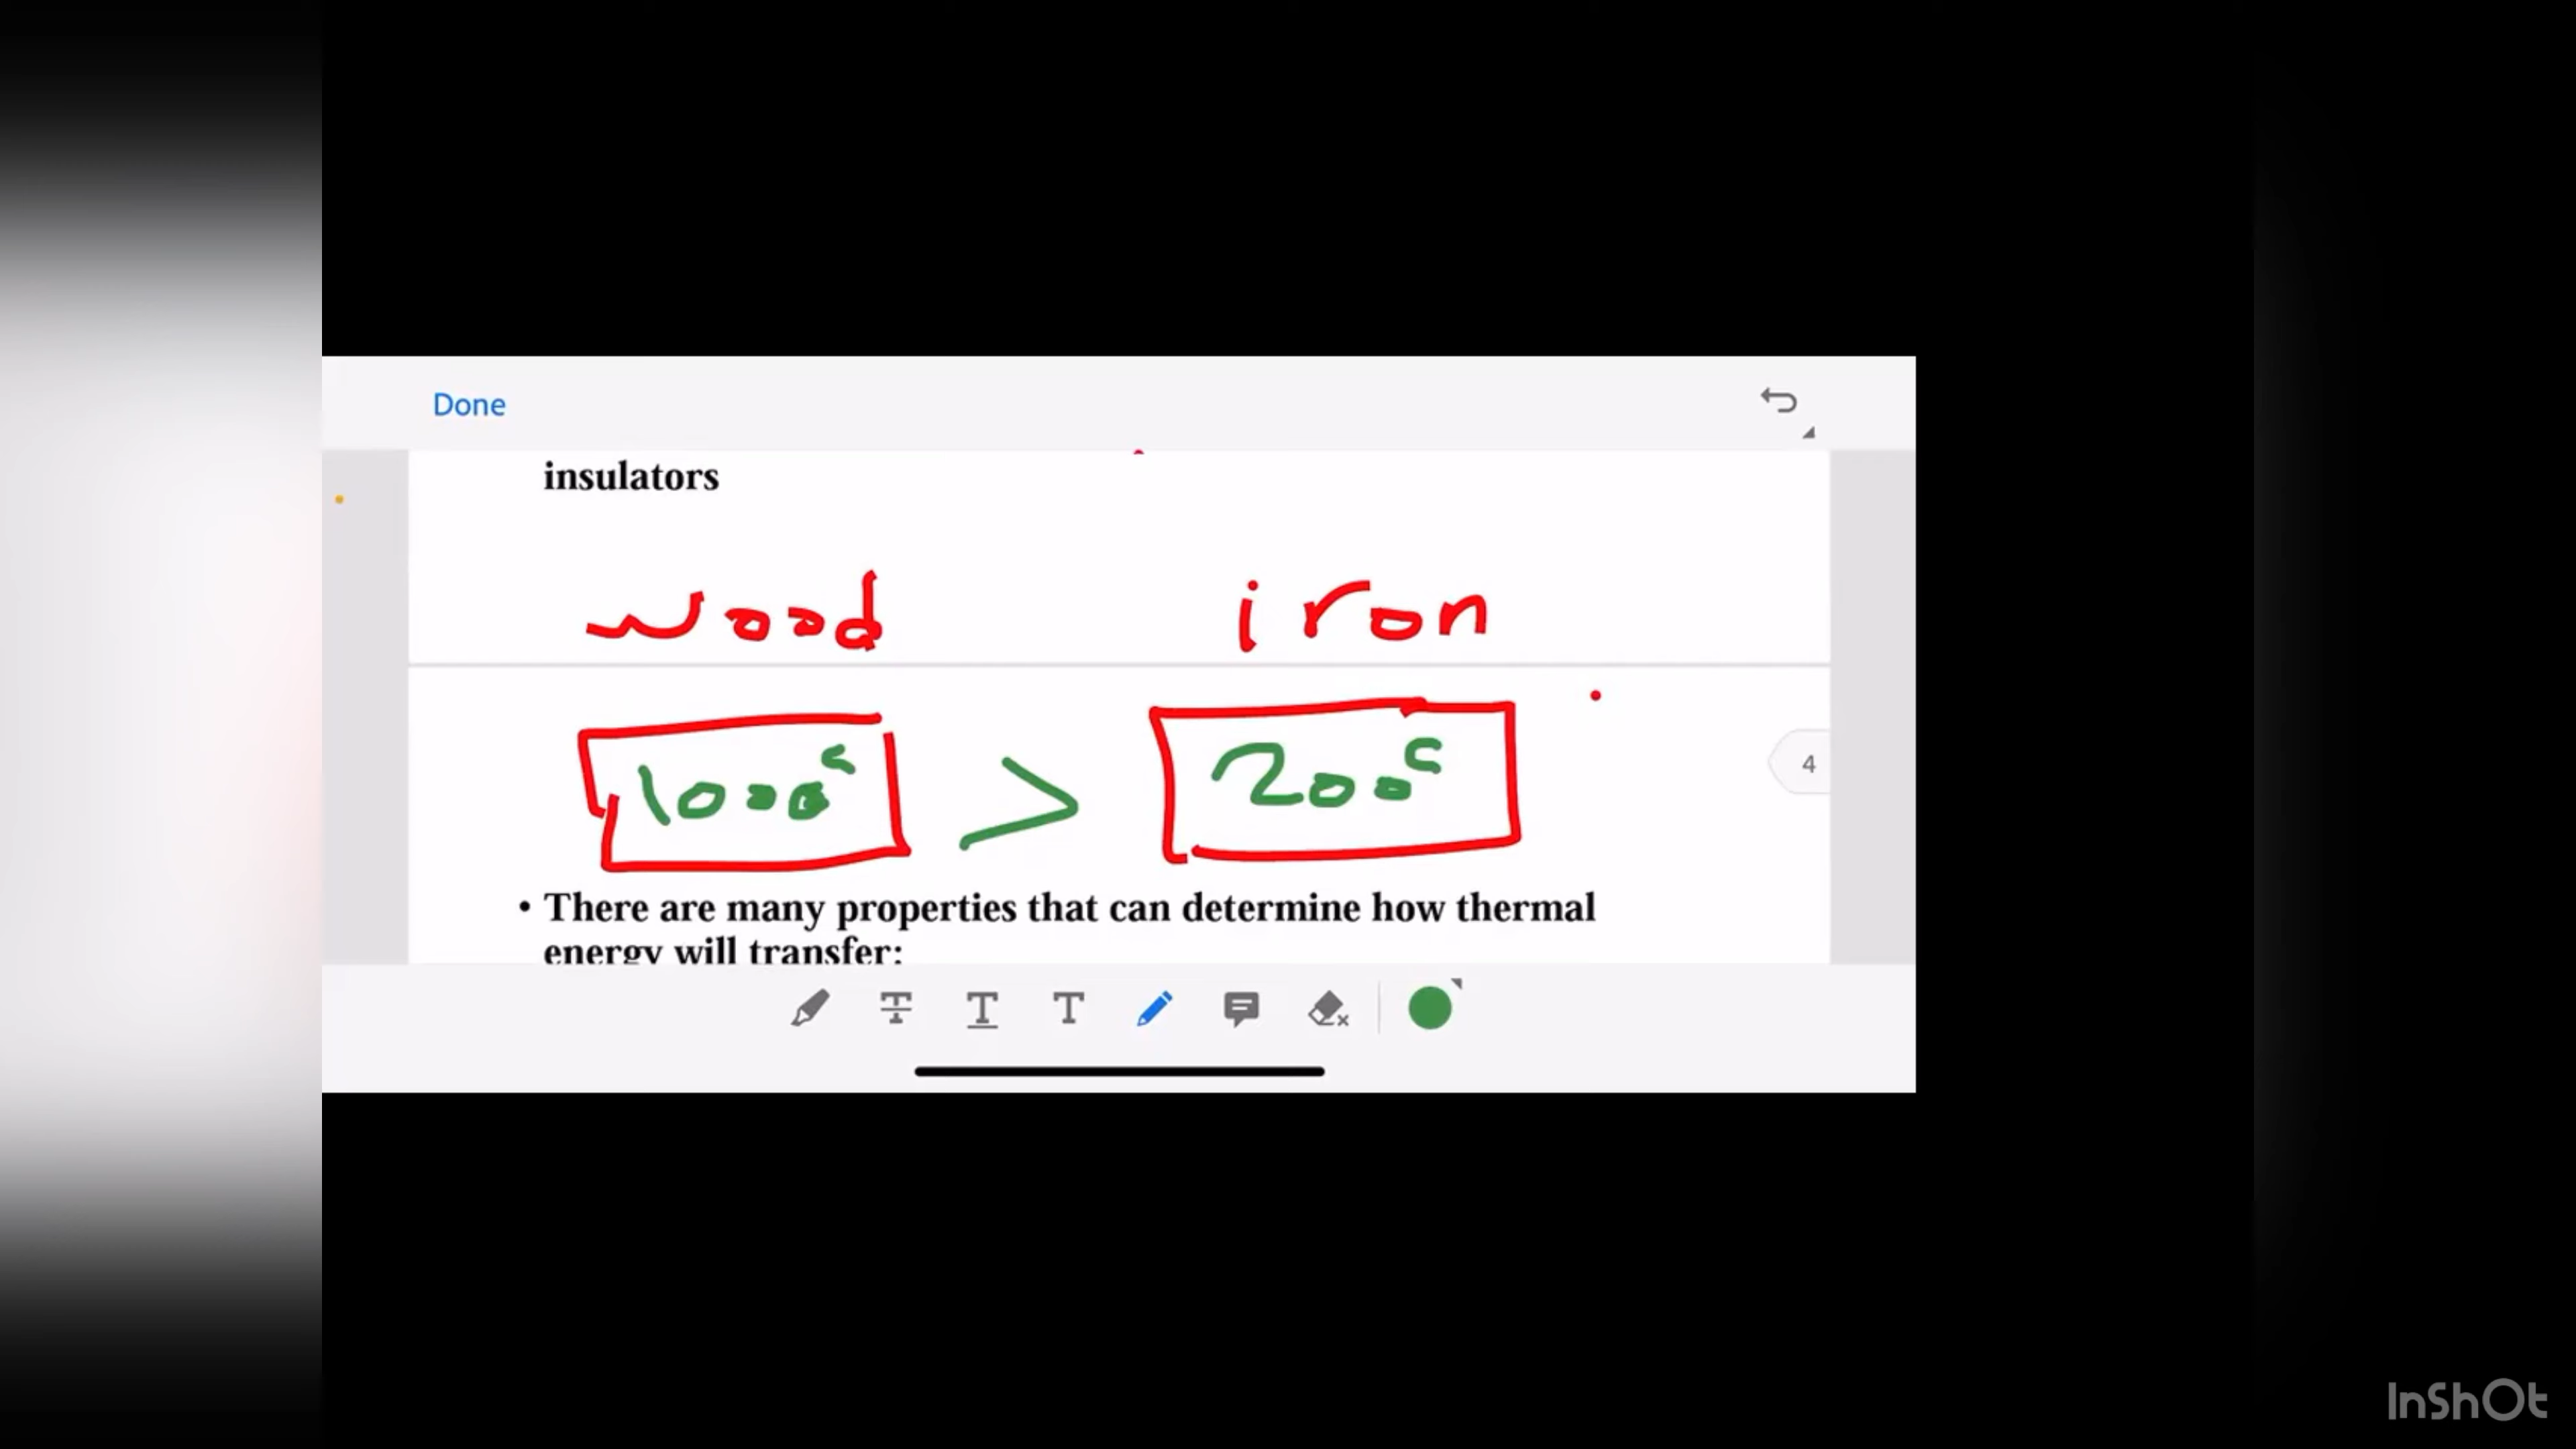 Done
insulators
wood iron
1000c > 200c
4
• There are many properties that can determine how thermal
energy will transfer:
InShOt